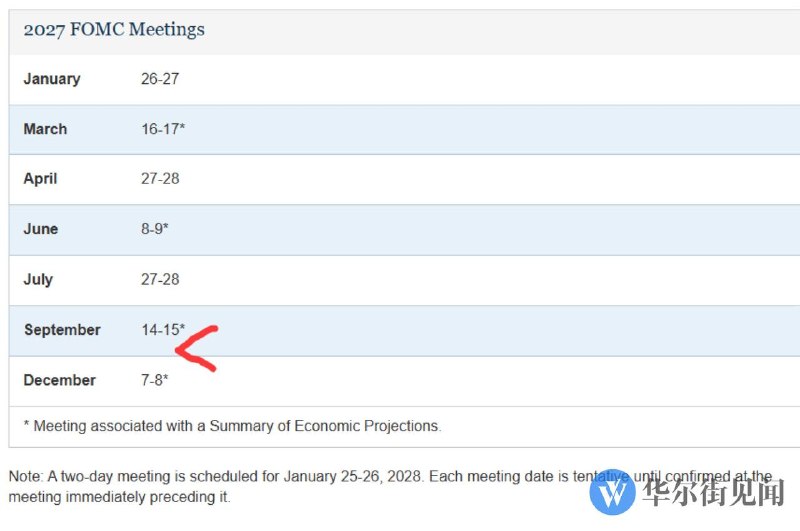 2027 FOMC Meetings
January 26-27
March 16-17*
April 27-28
June 8-9*
July 27-28
September 14-15*
December 7-8*
* Meeting associated with a Summary of Economic Projections.
Note: A two-day meeting is scheduled for January 25-26, 2028. Each meeting date is tentative until confirmed at the
meeting immediately preceding it.
W 华尔街见闻